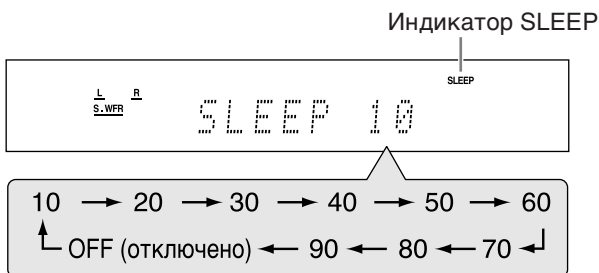 Индикатор SLEEP
SLEEP
L R
S.WFR
SLEEP 10
10 → 20 → 30 → 40 → 50 → 60
OFF (отключено) ← 90 ← 80 ← 70